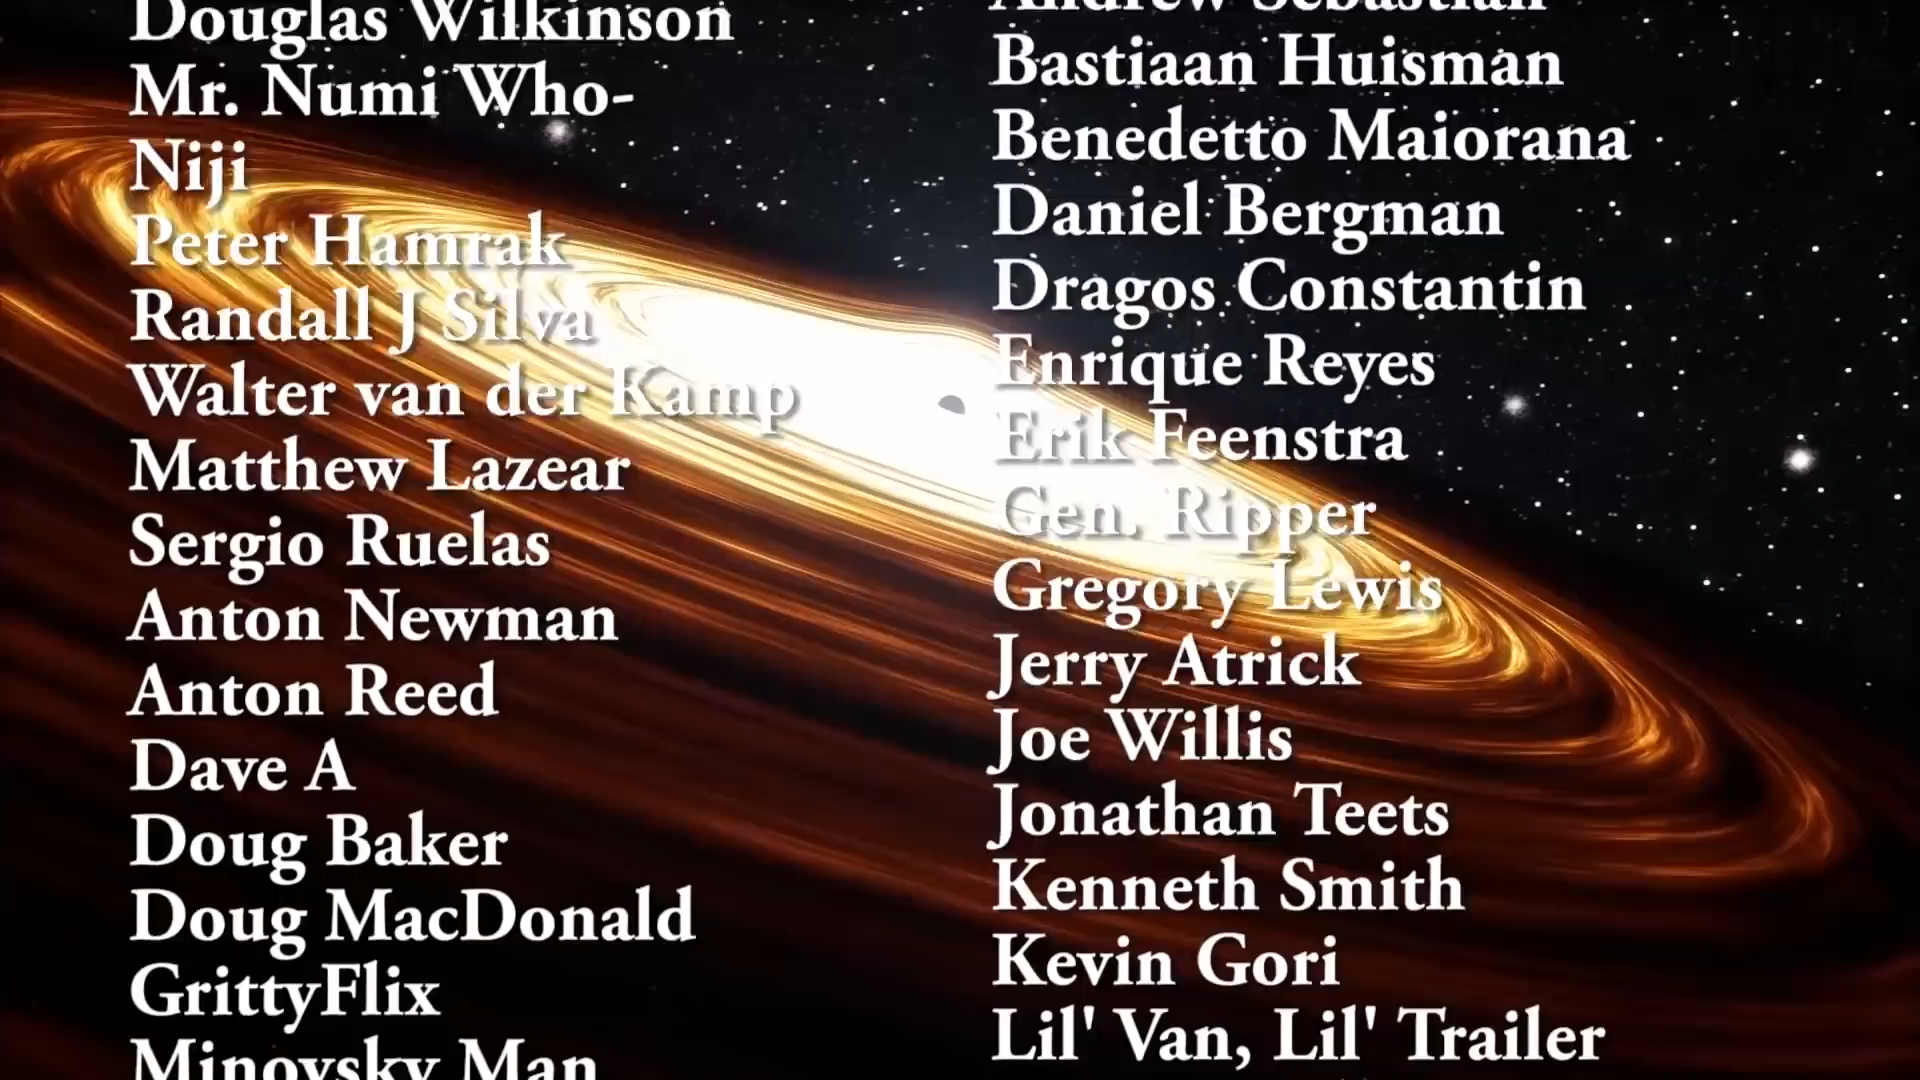 Douglas Wilkinson
Mr. Numi Who-
Niji
Peter Hamrak
Randall J Silva
Walter van der Kamp
Matthew Lazear
Sergio Ruelas
Anton Newman
Anton Reed
Dave A
Doug Baker
Doug MacDonald
GrittyFlix
Minovsky Man
Andrew Sebastian
Bastiaan Huisman
Benedetto Maiorana
Daniel Bergman
Dragos Constantin
Enrique Reyes
Erik Feenstra
Gen. Ripper
Gregory Lewis
Jerry Atrick
Joe Willis
Jonathan Teets
Kenneth Smith
Kevin Gori
Lil' Van, Lil' Trailer